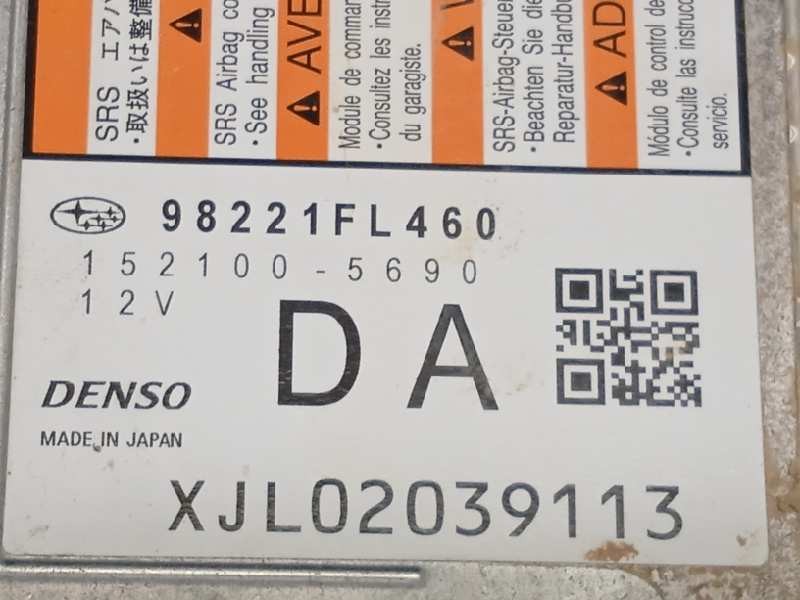 SRS エアバ
・取扱いは整備
SRS Airbag co
・See handling
AVE
Module de comman
・Consultez les inst
du garagiste.
SRS-Airbag-Steuer
・Beachten Sie die
Reparatur-Handbu
AD
Módulo de control de
・Consulte las instrucc
servicio.
98221FL460
152100-5690
12V
DA
DENSO
MADE IN JAPAN
XJL02039113